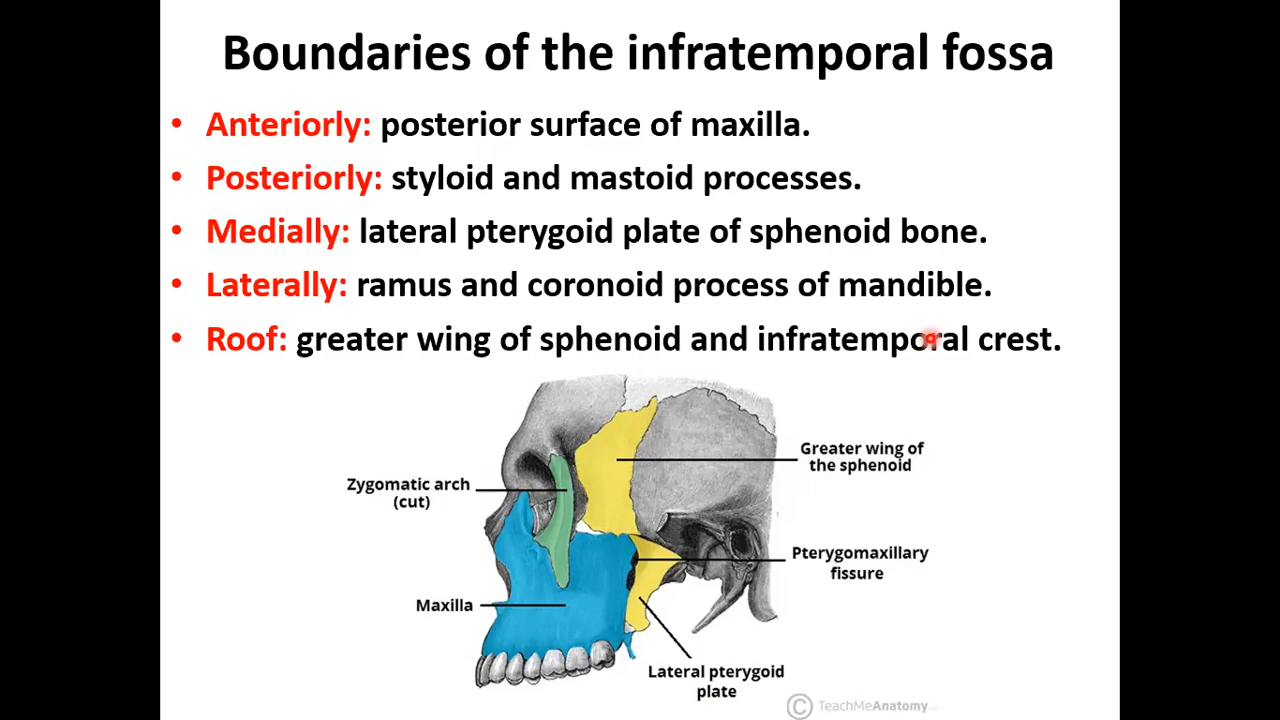 Boundaries of the infratemporal fossa
• Anteriorly: posterior surface of maxilla.
• Posteriorly: styloid and mastoid processes.
• Medially: lateral pterygoid plate of sphenoid bone.
• Laterally: ramus and coronoid process of mandible.
• Roof: greater wing of sphenoid and infratemporal crest.
Greater wing of
the sphenoid
Zygomatic arch
(cut)
Pterygomaxillary
fissure
Maxilla
Lateral pterygoid
plate
© TeachMeAnatomy